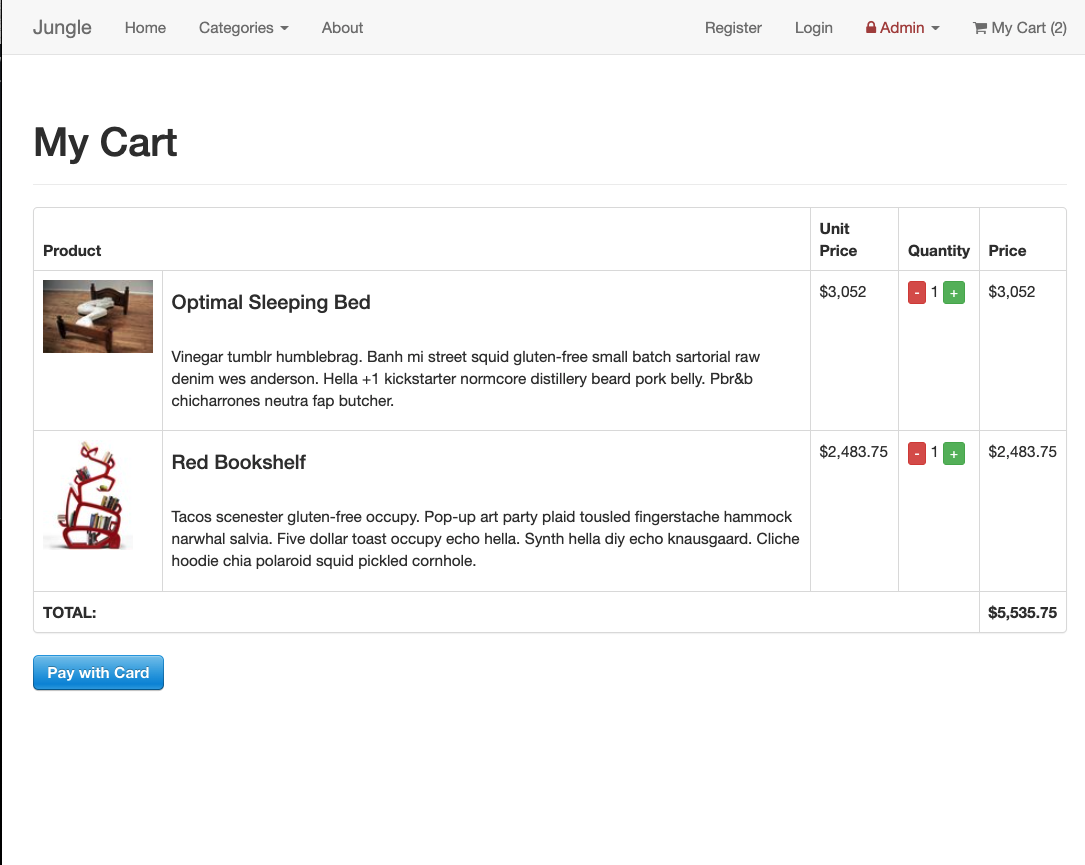 Jungle Home Categories About Register Login Admin My Cart (2)
My Cart
Product Unit Price Quantity Price
Optimal Sleeping Bed $3,052 - 1 + $3,052
Vinegar tumblr humblebrag. Banh mi street squid gluten-free small batch sartorial raw
denim wes anderson. Hella +1 kickstarter normcore distillery beard pork belly. Pbr&b
chicharrones neutra fap butcher.
Red Bookshelf $2,483.75 - 1 + $2,483.75
Tacos scenester gluten-free occupy. Pop-up art party plaid tousled fingerstache hammock
narwhal salvia. Five dollar toast occupy echo hella. Synth hella diy echo knausgaard. Cliche
hoodie chia polaroid squid pickled cornhole.
TOTAL: $5,535.75
Pay with Card